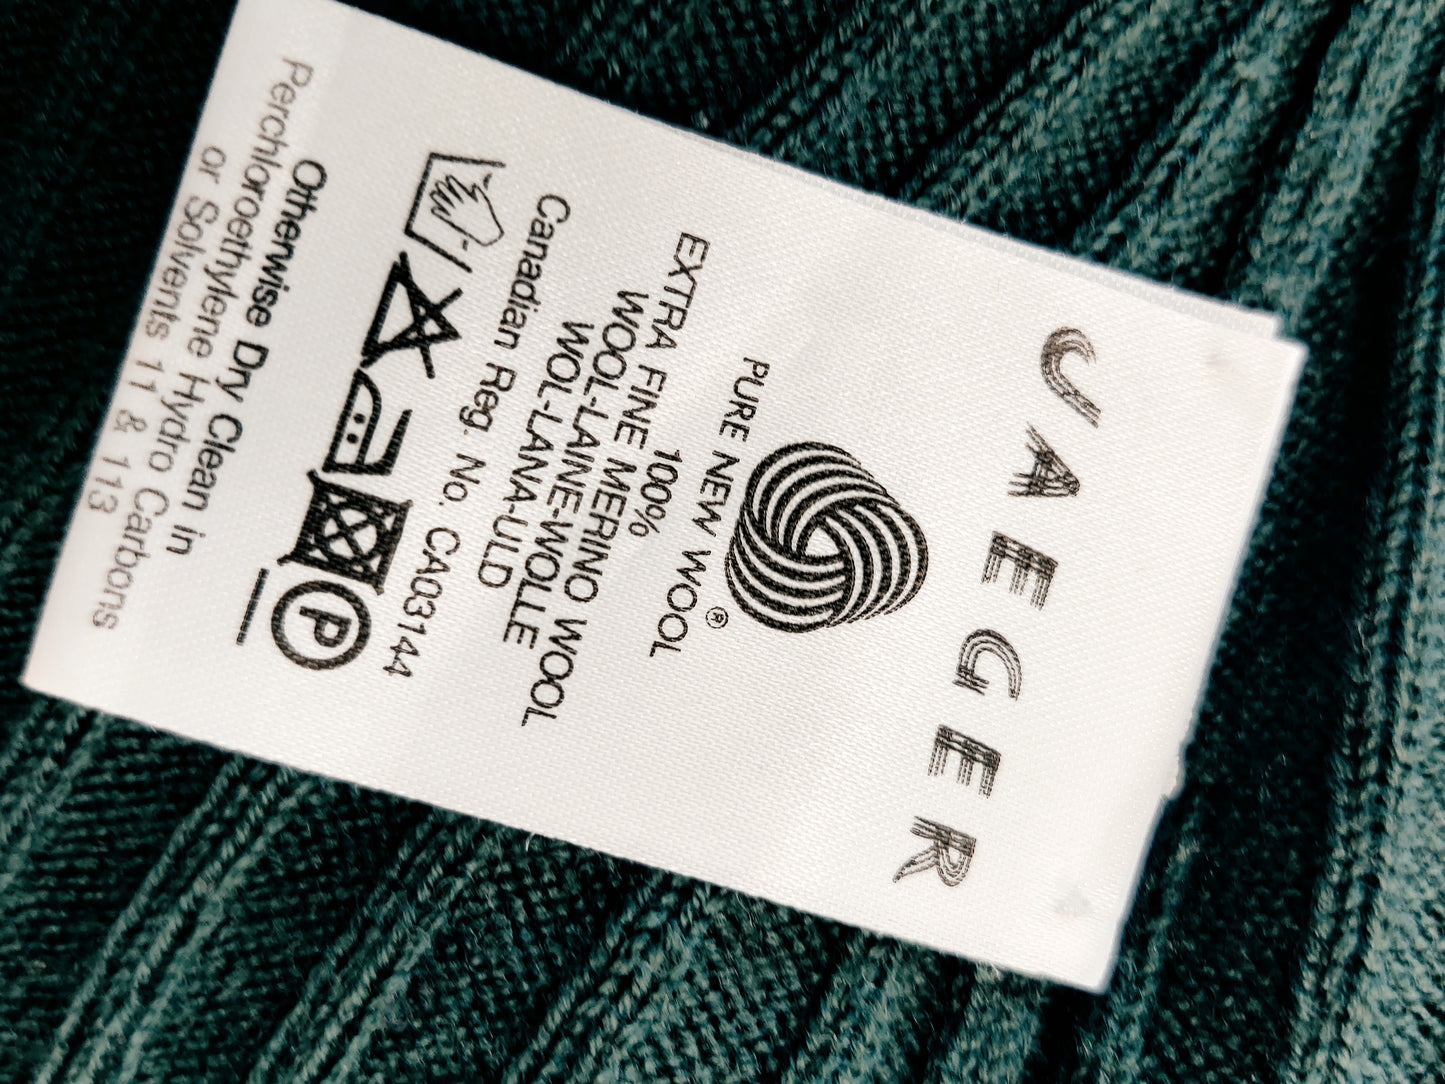 JAEGER
PURE NEW WOOL
®
100%
EXTRA FINE MERINO WOOL
WOOL-LAINE-WOLLE
WOL-LANA-ULD
Canadian Reg. No. CA03144
P
Otherwise Dry Clean in
Perchloroethylene Hydro Carbons
or Solvents 11 & 113